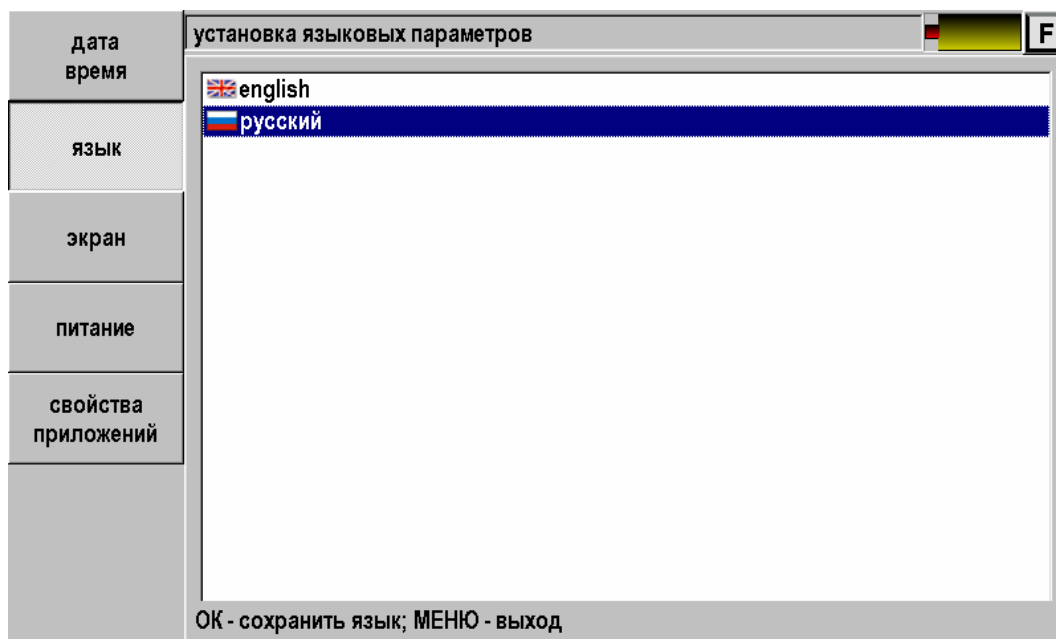 дата
время
язык
экран
питание
свойства
приложений
установка языковых параметров
F
english
русский
ОК - сохранить язык; МЕНЮ - выход